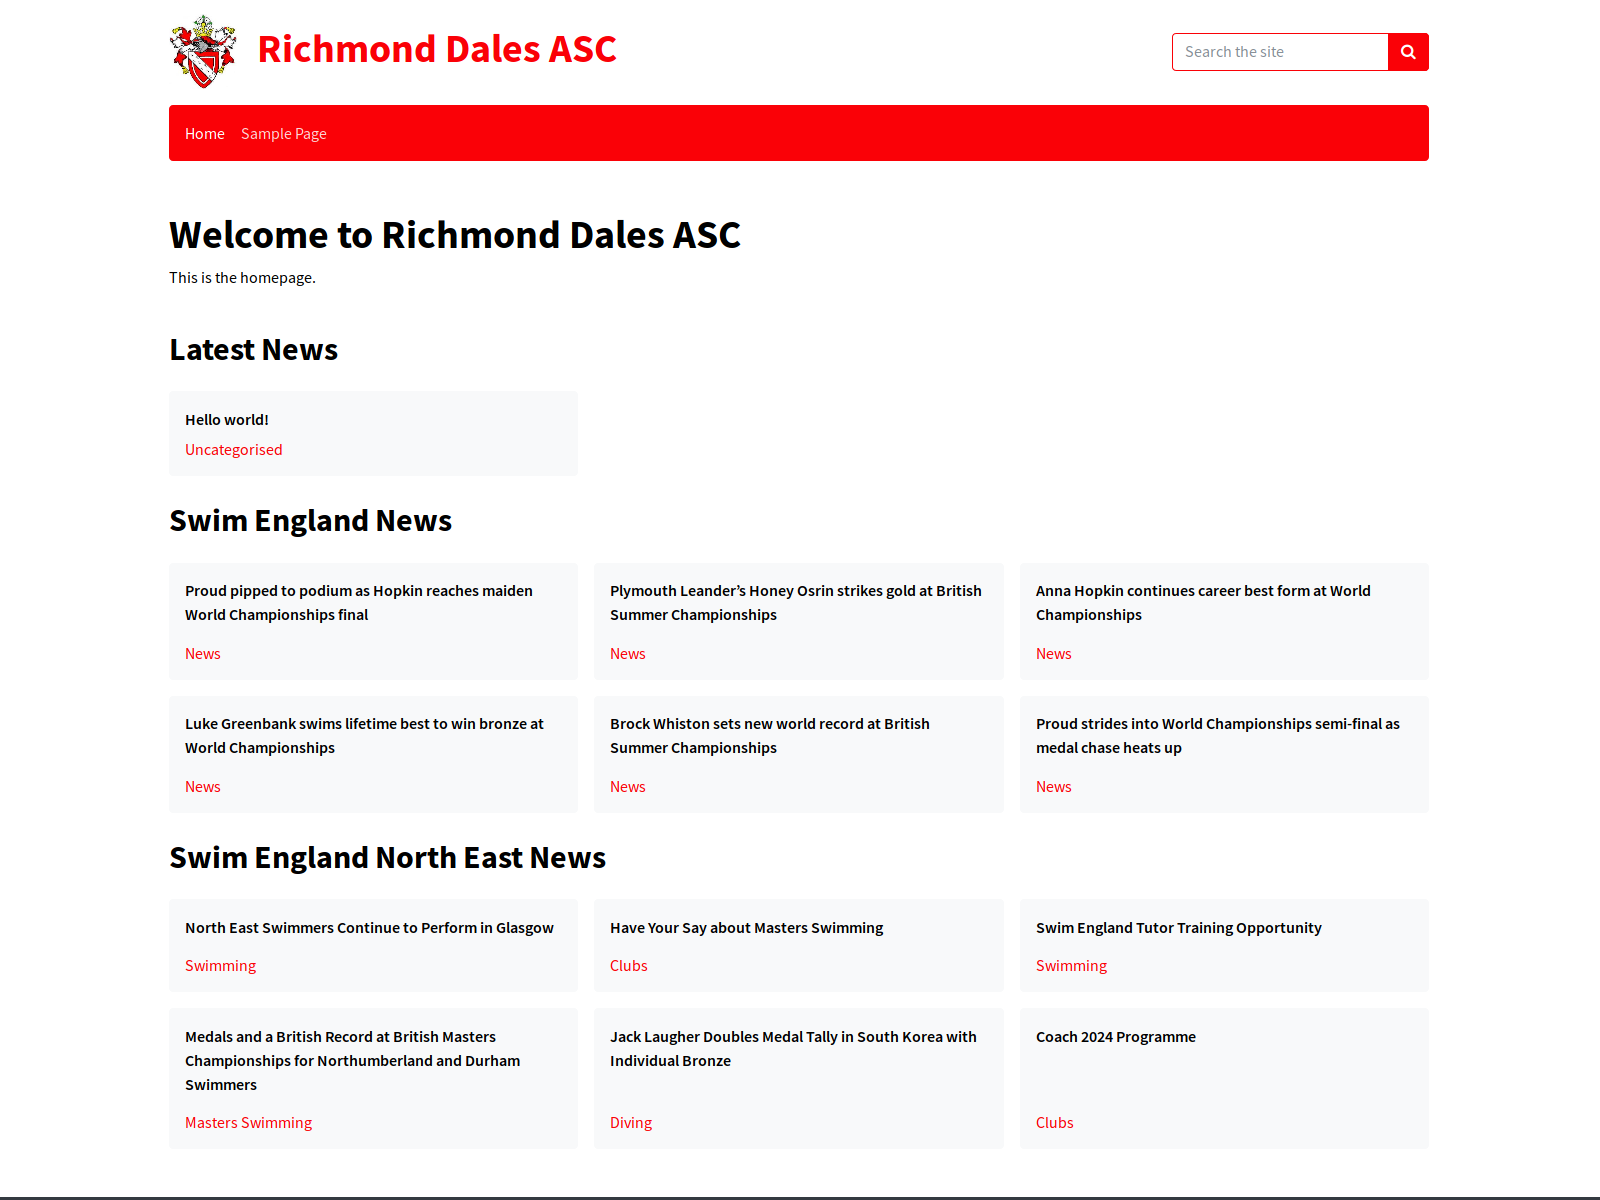 Richmond Dales ASC
Search the site
Home Sample Page
Welcome to Richmond Dales ASC
This is the homepage.
Latest News
Hello world!
Uncategorised
Swim England News
Proud pipped to podium as Hopkin reaches maiden
World Championships final
News
Plymouth Leander’s Honey Osrin strikes gold at British
Summer Championships
News
Anna Hopkin continues career best form at World
Championships
News
Luke Greenbank swims lifetime best to win bronze at
World Championships
News
Brock Whiston sets new world record at British
Summer Championships
News
Proud strides into World Championships semi-final as
medal chase heats up
News
Swim England North East News
North East Swimmers Continue to Perform in Glasgow
Swimming
Have Your Say about Masters Swimming
Clubs
Swim England Tutor Training Opportunity
Swimming
Medals and a British Record at British Masters
Championships for Northumberland and Durham
Swimmers
Masters Swimming
Jack Laugher Doubles Medal Tally in South Korea with
Individual Bronze
Diving
Coach 2024 Programme
Clubs